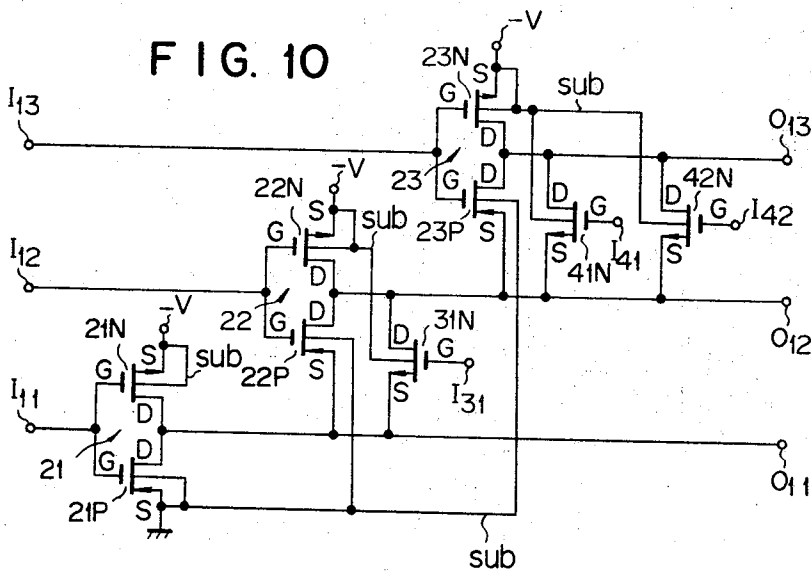 FIG. 10
-V
23N
S
G
sub
I13
O13
D
23
D
G
23P
S
D
42N
G
I42
S
D
G
I41
41N
S
-V
22N
S
sub
G
I12
D
22
D
G
22P
S
O12
D
31N
G
I31
S
-V
21N
S
sub
G
I11
D
21
D
G
21P
S
O11
sub